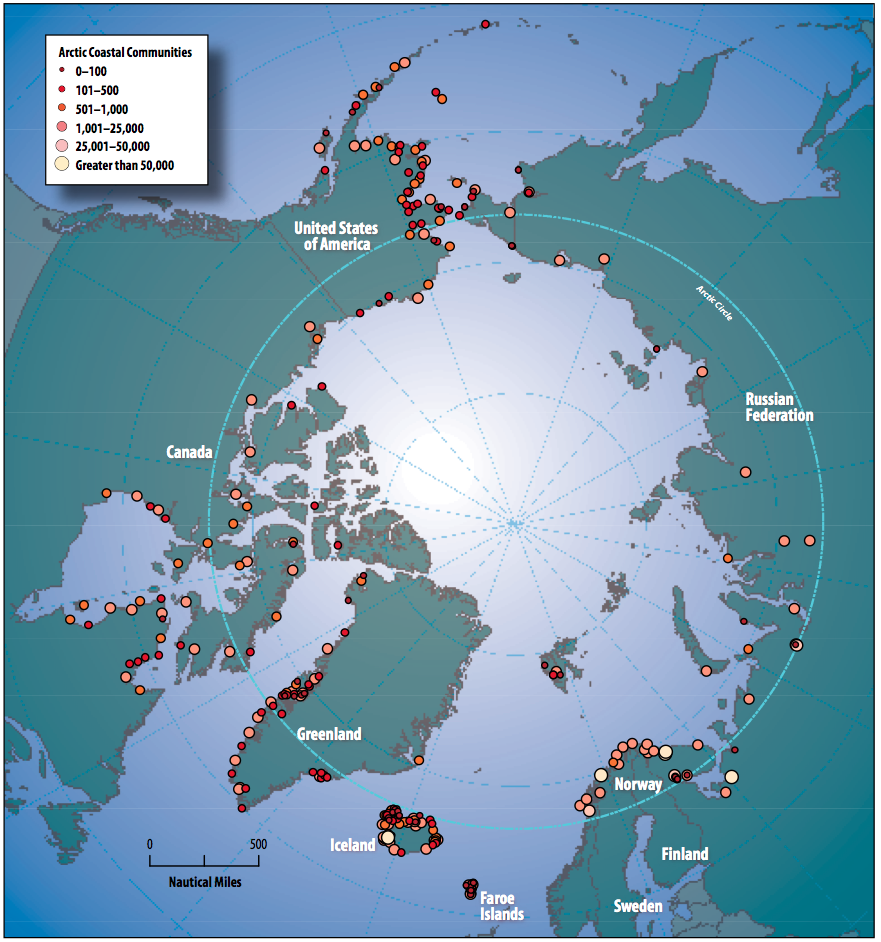 Arctic Coastal Communities
0–100
101–500
501–1,000
1,001–25,000
25,001–50,000
Greater than 50,000
United States
of America
Arctic Circle
Russian
Federation
Canada
Greenland
Norway
Iceland
Finland
0 500
Nautical Miles
Faroe
Islands
Sweden